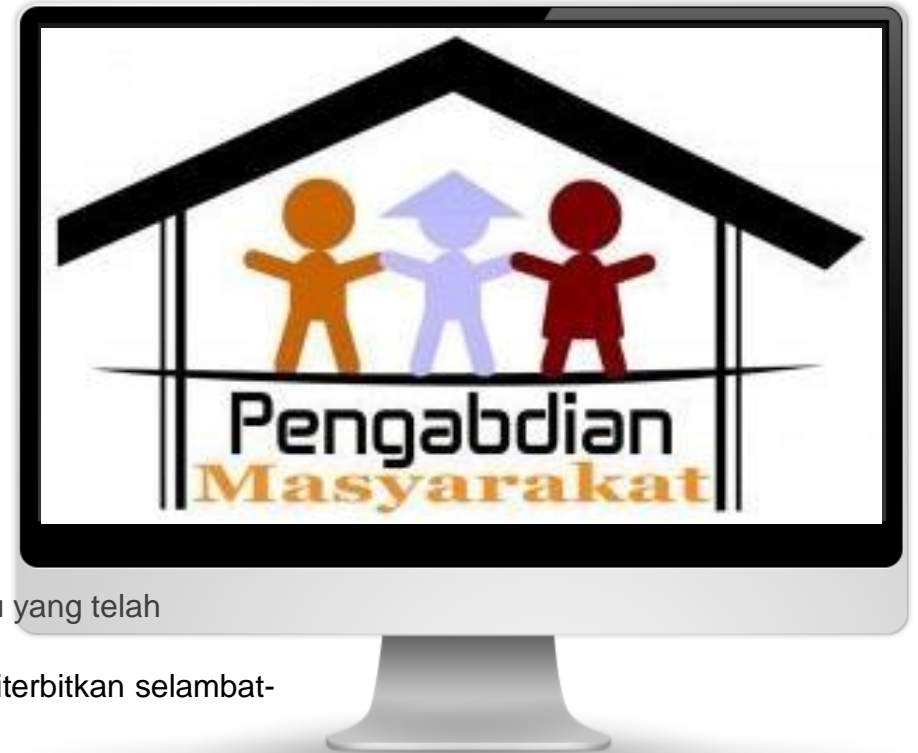 Pengabdian
Masyarakat
yang telah
iterbitkan selambat-